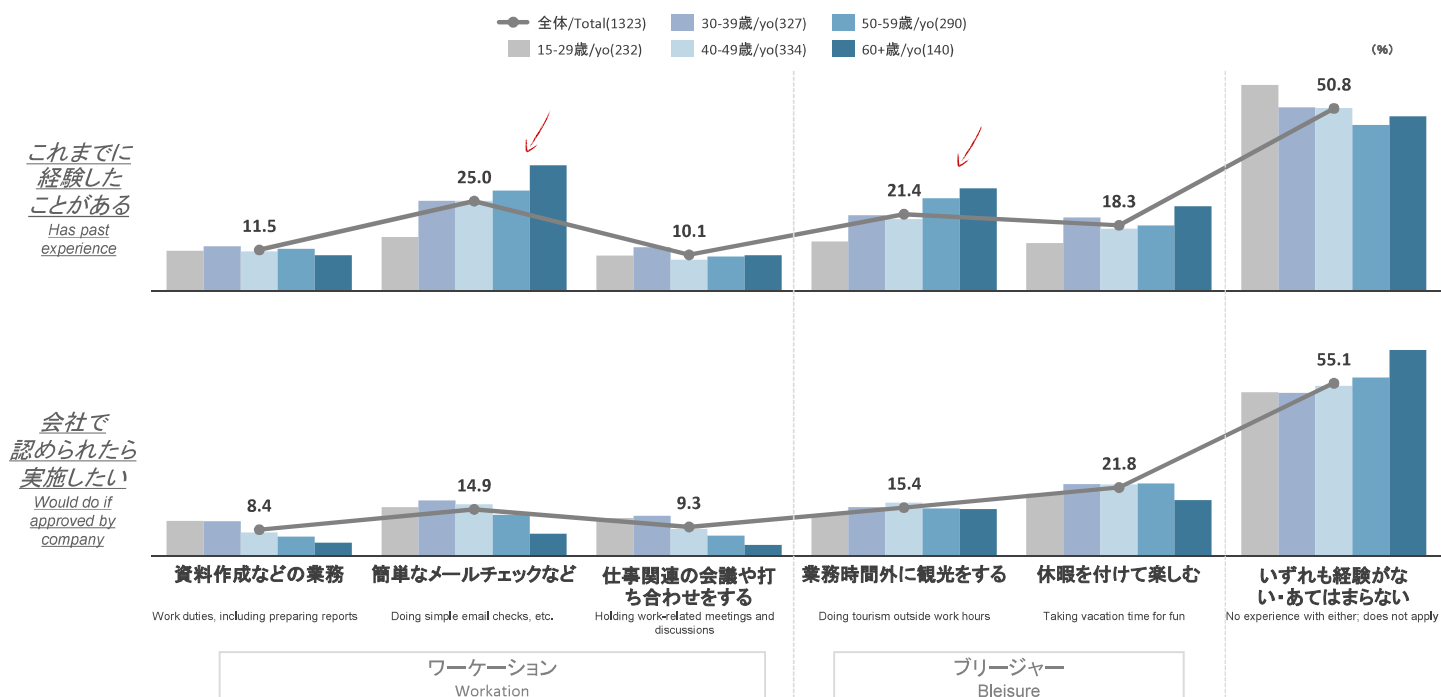 全体/Total(1323)
30-39歳/yo(327)
50-59歳/yo(290)
15-29歳/yo(232)
40-49歳/yo(334)
60+歳/yo(140)
(%)
これまでに
経験した
ことがある
Has past
experience
11.5
25.0
10.1
21.4
18.3
50.8
会社で
認められたら
実施したい
Would do if
approved by
company
8.4
14.9
9.3
15.4
21.8
55.1
資料作成などの業務
Work duties, including preparing reports
簡単なメールチェックなど
Doing simple email checks, etc.
仕事関連の会議や打
ち合わせをする
Holding work-related meetings and
discussions
業務時間外に観光をする
Doing tourism outside work hours
休暇を付けて楽しむ
Taking vacation time for fun
いずれも経験がな
い・あてはまらない
No experience with either; does not apply
ワーケーション
Workation
ブリージャー
Bleisure